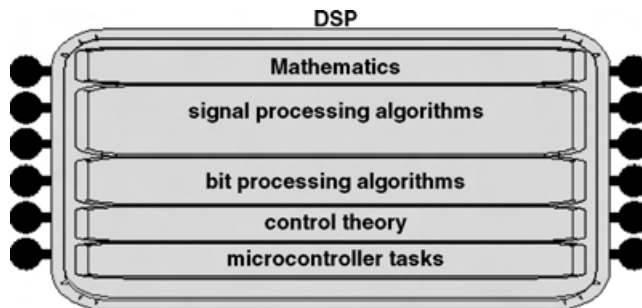 DSP
Mathematics
signal processing algorithms
bit processing algorithms
control theory
microcontroller tasks